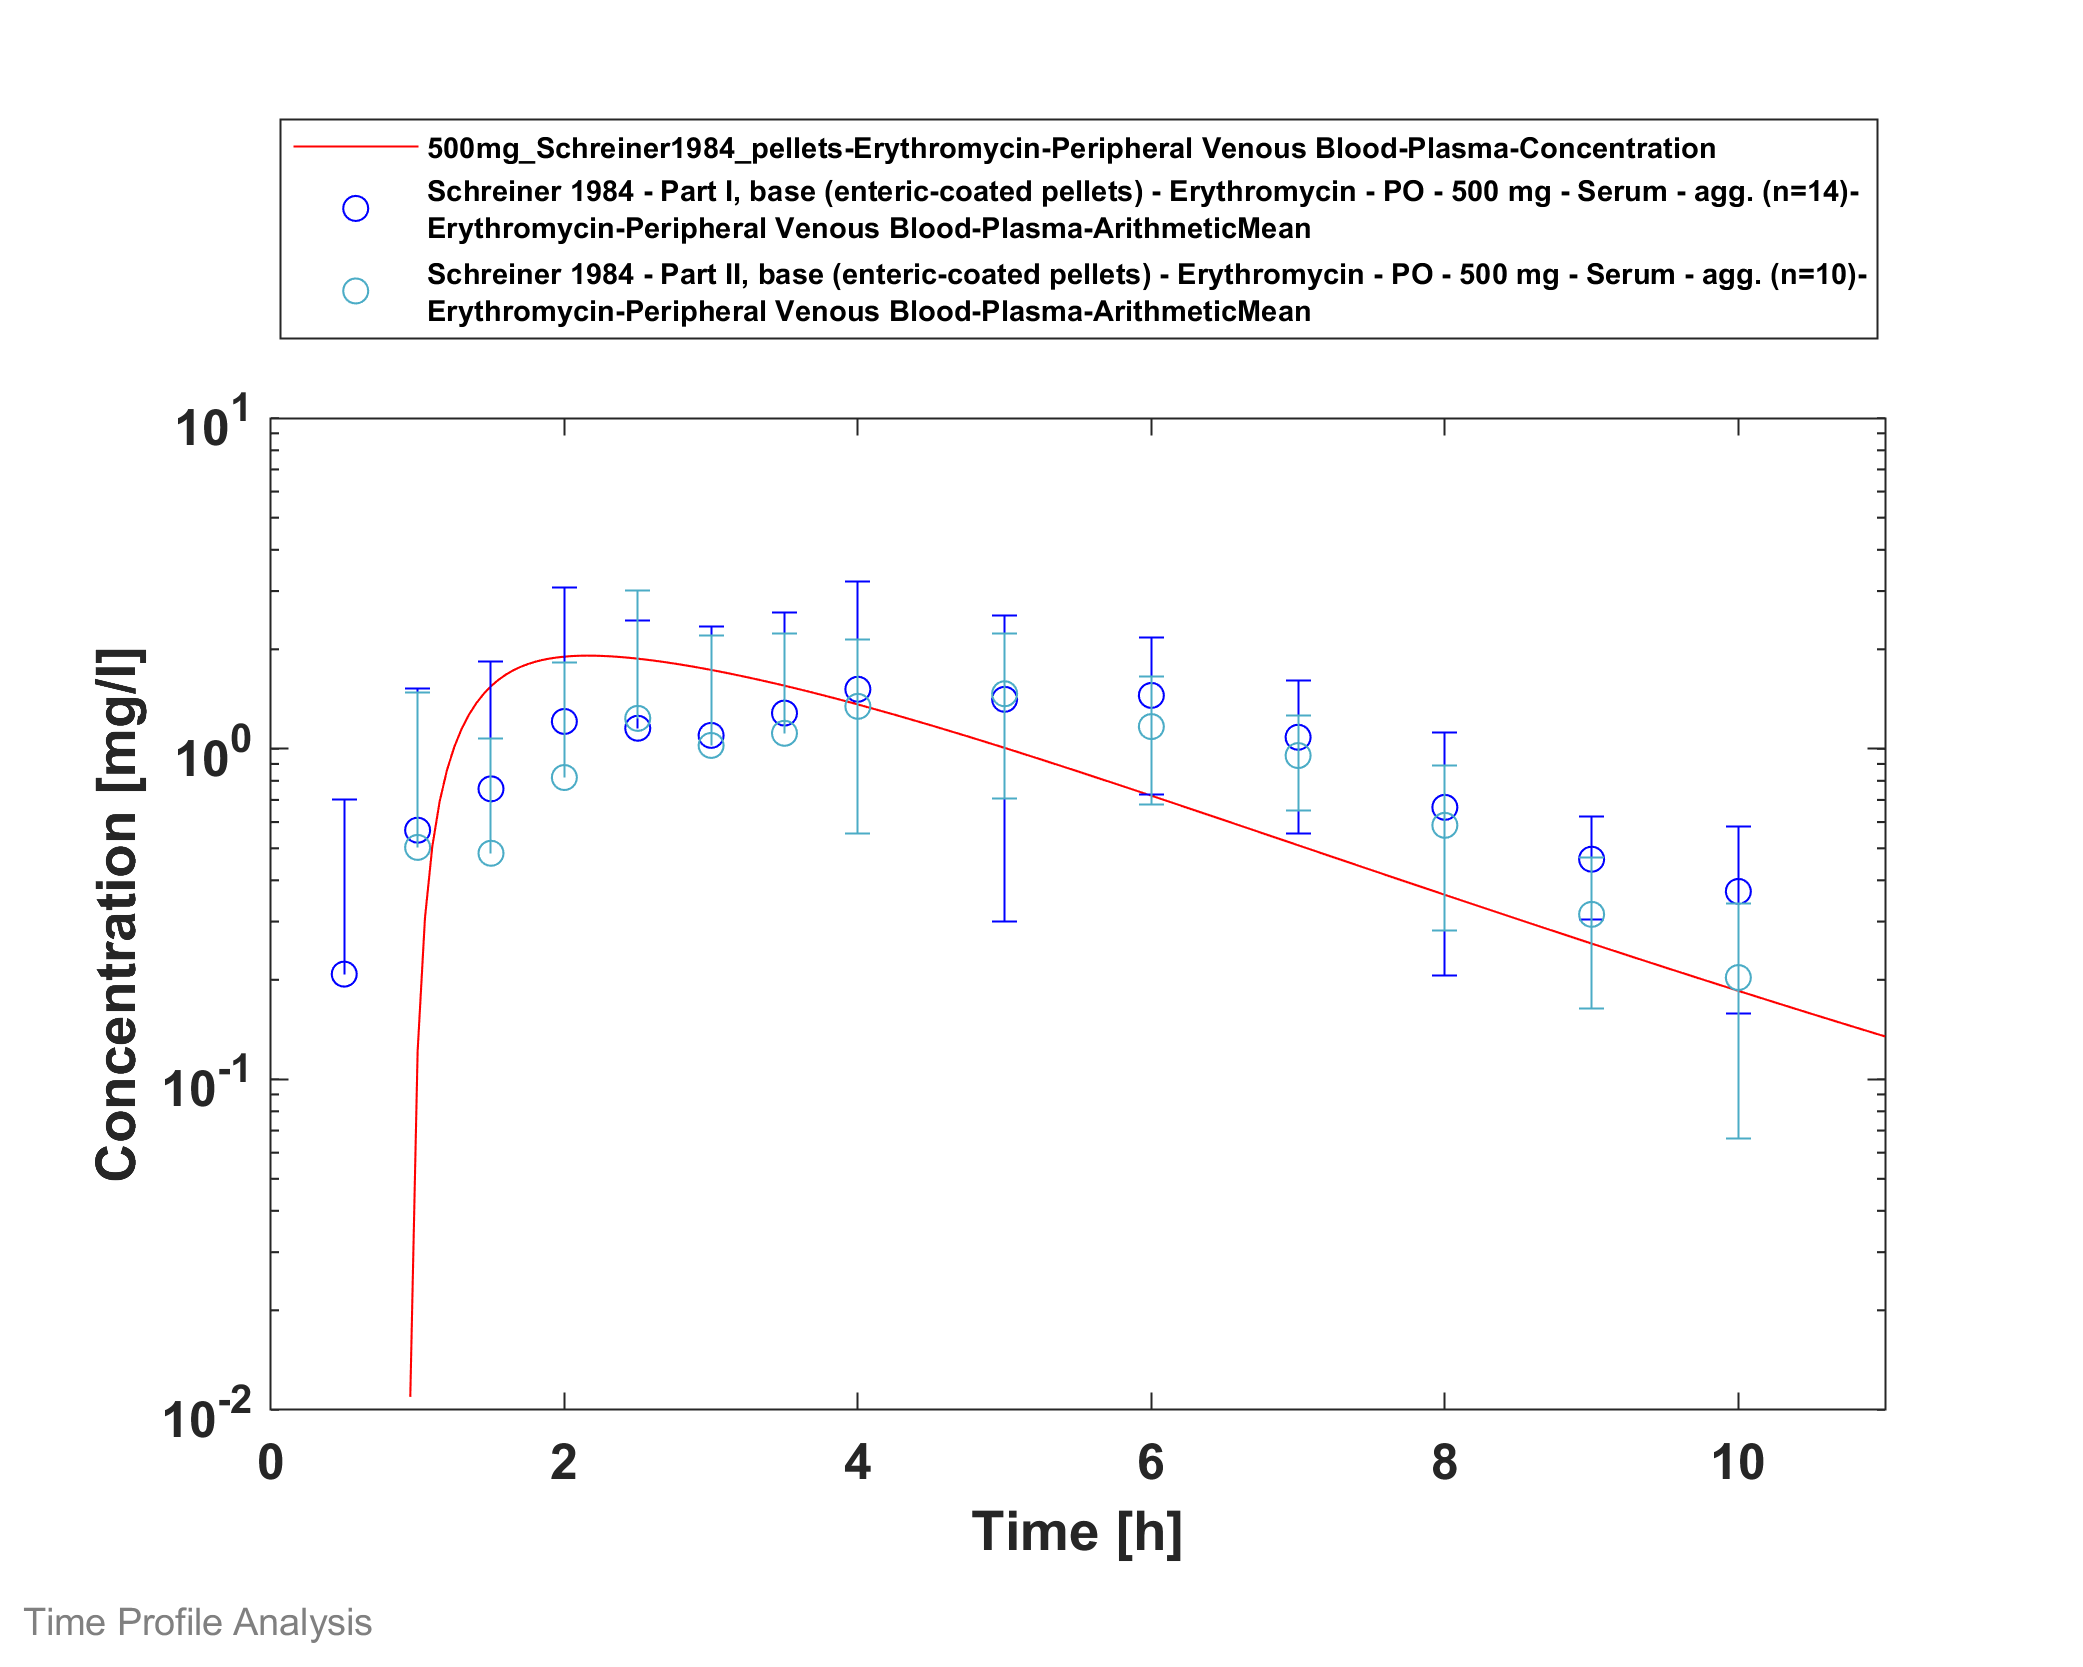 500mg_Schreiner1984_pellets-Erythromycin-Peripheral Venous Blood-Plasma-Concentration
Schreiner 1984 - Part I, base (enteric-coated pellets) - Erythromycin - PO - 500 mg - Serum - agg. (n=14)-
Erythromycin-Peripheral Venous Blood-Plasma-ArithmeticMean
Schreiner 1984 - Part II, base (enteric-coated pellets) - Erythromycin - PO - 500 mg - Serum - agg. (n=10)-
Erythromycin-Peripheral Venous Blood-Plasma-ArithmeticMean
10^1
10^0
10^-1
10^-2
Concentration [mg/l]
0 2 4 6 8 10
Time [h]
Time Profile Analysis